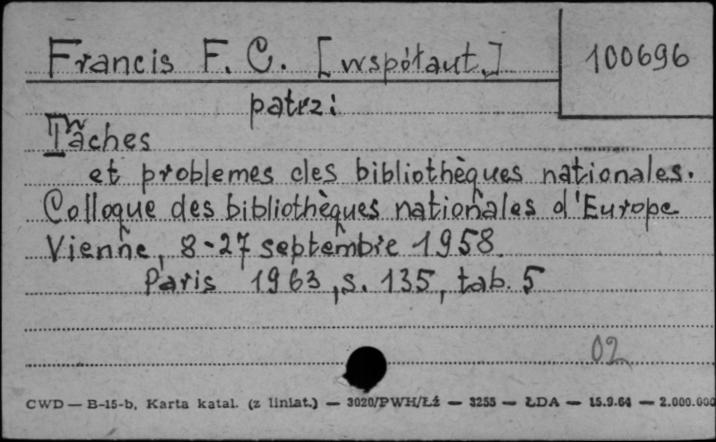 Francis F. C. [współaut.] 100696
patrz:
Tâches
et problemes des bibliothèques nationales.
Colloque des bibliothèques nationales d'Europe
Vienne, 8-27 septembre 1958.
Paris 1963, s. 135, tab. 5
02
CWD — B-15-b, Karta katal. (z liniat.) — 3020/PWH/Łż — 3255 — ŁDA — 15.9.64 — 2.000.000